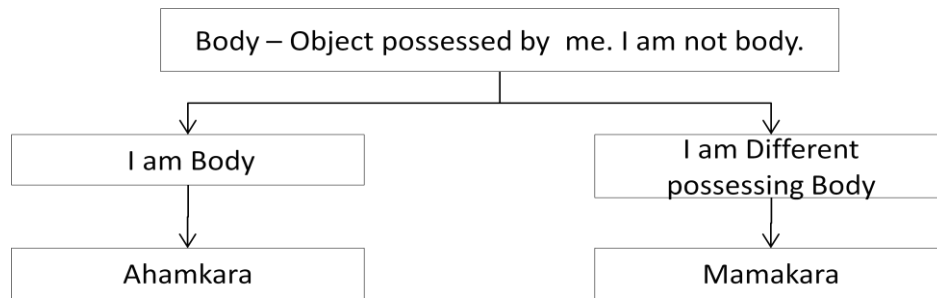 Body – Object possessed by me. I am not body.
I am Body
I am Different
possessing Body
Ahamkara
Mamakara